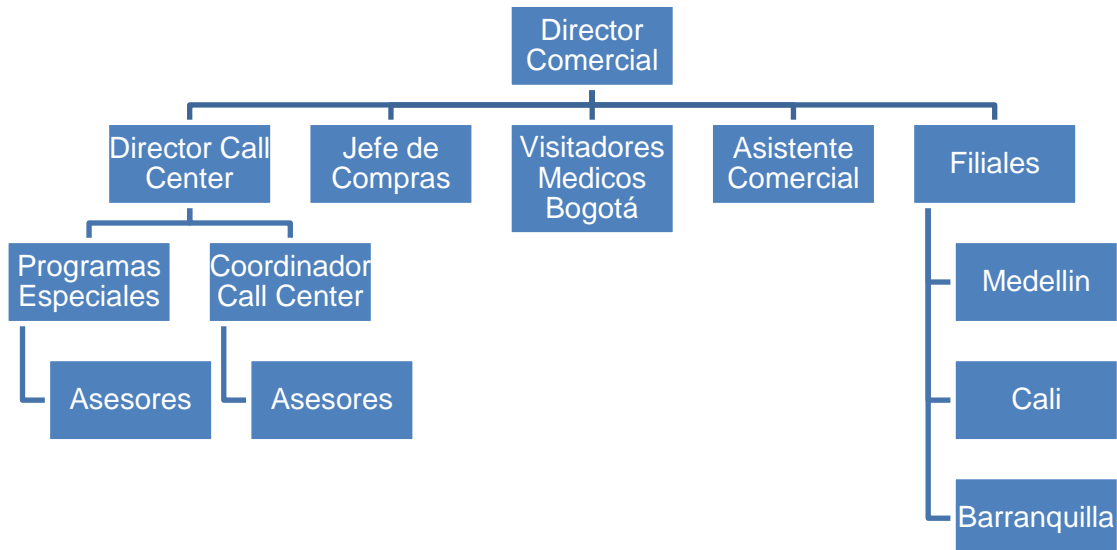 Director
Comercial
Director Call
Center
Jefe de
Compras
Visitadores
Medicos
Bogotá
Asistente
Comercial
Filiales
Programas
Especiales
Coordinador
Call Center
Medellin
Asesores
Asesores
Cali
Barranquilla